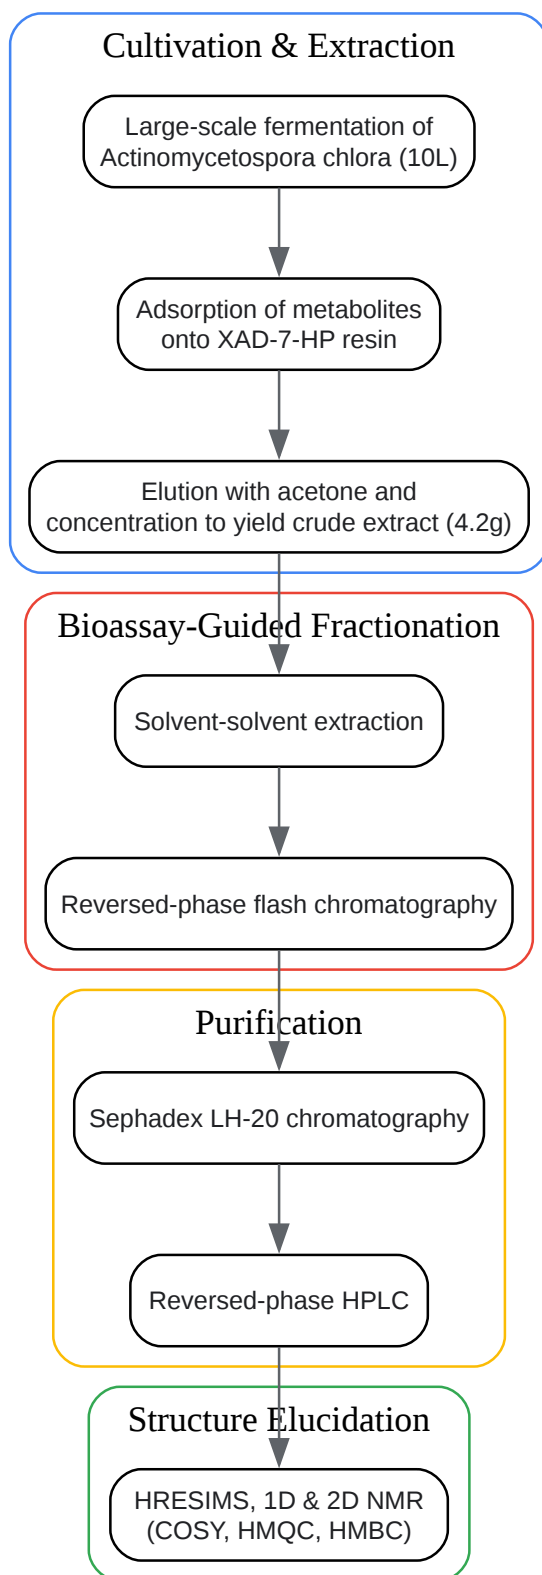 Cultivation & Extraction
Large-scale fermentation of
Actinomycetospora chlora (10L)
Adsorption of metabolites
onto XAD-7-HP resin
Elution with acetone and
concentration to yield crude extract (4.2g)
Bioassay-Guided Fractionation
Solvent-solvent extraction
Reversed-phase flash chromatography
Purification
Sephadex LH-20 chromatography
Reversed-phase HPLC
Structure Elucidation
HRESIMS, 1D & 2D NMR
(COSY, HMQC, HMBC)